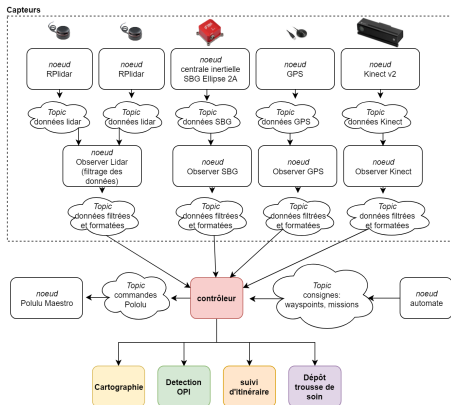 Capteurs
noeud
RPlidar
noeud
RPlidar
noeud
centrale inertielle
SBG Ellipse 2A
noeud
GPS
noeud
Kinect v2
Topic
données lidar
Topic
données lidar
Topic
données SBG
Topic
données GPS
Topic
données Kinect
noeud
Observer Lidar
(filtrage des
données)
noeud
Observer SBG
noeud
Observer GPS
noeud
Observer Kinect
Topic
données filtrées
et formatées
Topic
données filtrées
et formatées
Topic
données filtrées
et formatées
Topic
données filtrées
et formatées
noeud
Polulu Maestro
Topic
commandes
Pololu
contrôleur
Topic
consignes:
waypoints, missions
noeud
automate
Cartographie
Detection
OPI
suivi
d'itinéraire
Dépôt
trousse de
soin